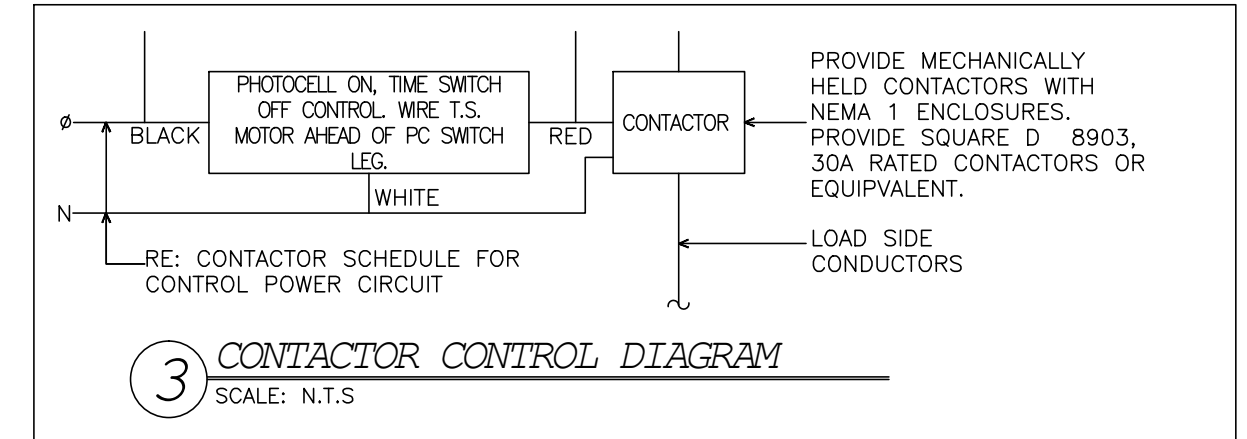 PHOTOCELL ON, TIME SWITCH
OFF CONTROL. WIRE T.S.
MOTOR AHEAD OF PC SWITCH
LEG.
ø
BLACK
RED
CONTACTOR
PROVIDE MECHANICALLY
HELD CONTACTORS WITH
NEMA 1 ENCLOSURES.
PROVIDE SQUARE D 8903,
30A RATED CONTACTORS OR
EQUIPVALENT.
WHITE
N
RE: CONTACTOR SCHEDULE FOR
CONTROL POWER CIRCUIT
LOAD SIDE
CONDUCTORS
3
CONTACTOR CONTROL DIAGRAM
SCALE: N.T.S